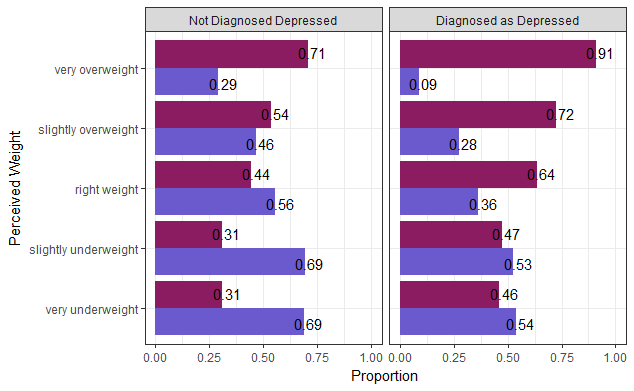 Not Diagnosed Depressed
Diagnosed as Depressed
Perceived Weight
very overweight
0.71
0.29
0.91
0.09
slightly overweight
0.54
0.46
0.72
0.28
right weight
0.44
0.56
0.64
0.36
slightly underweight
0.31
0.69
0.47
0.53
very underweight
0.31
0.69
0.46
0.54
0.00 0.25 0.50 0.75 1.00
0.00 0.25 0.50 0.75 1.00
Proportion